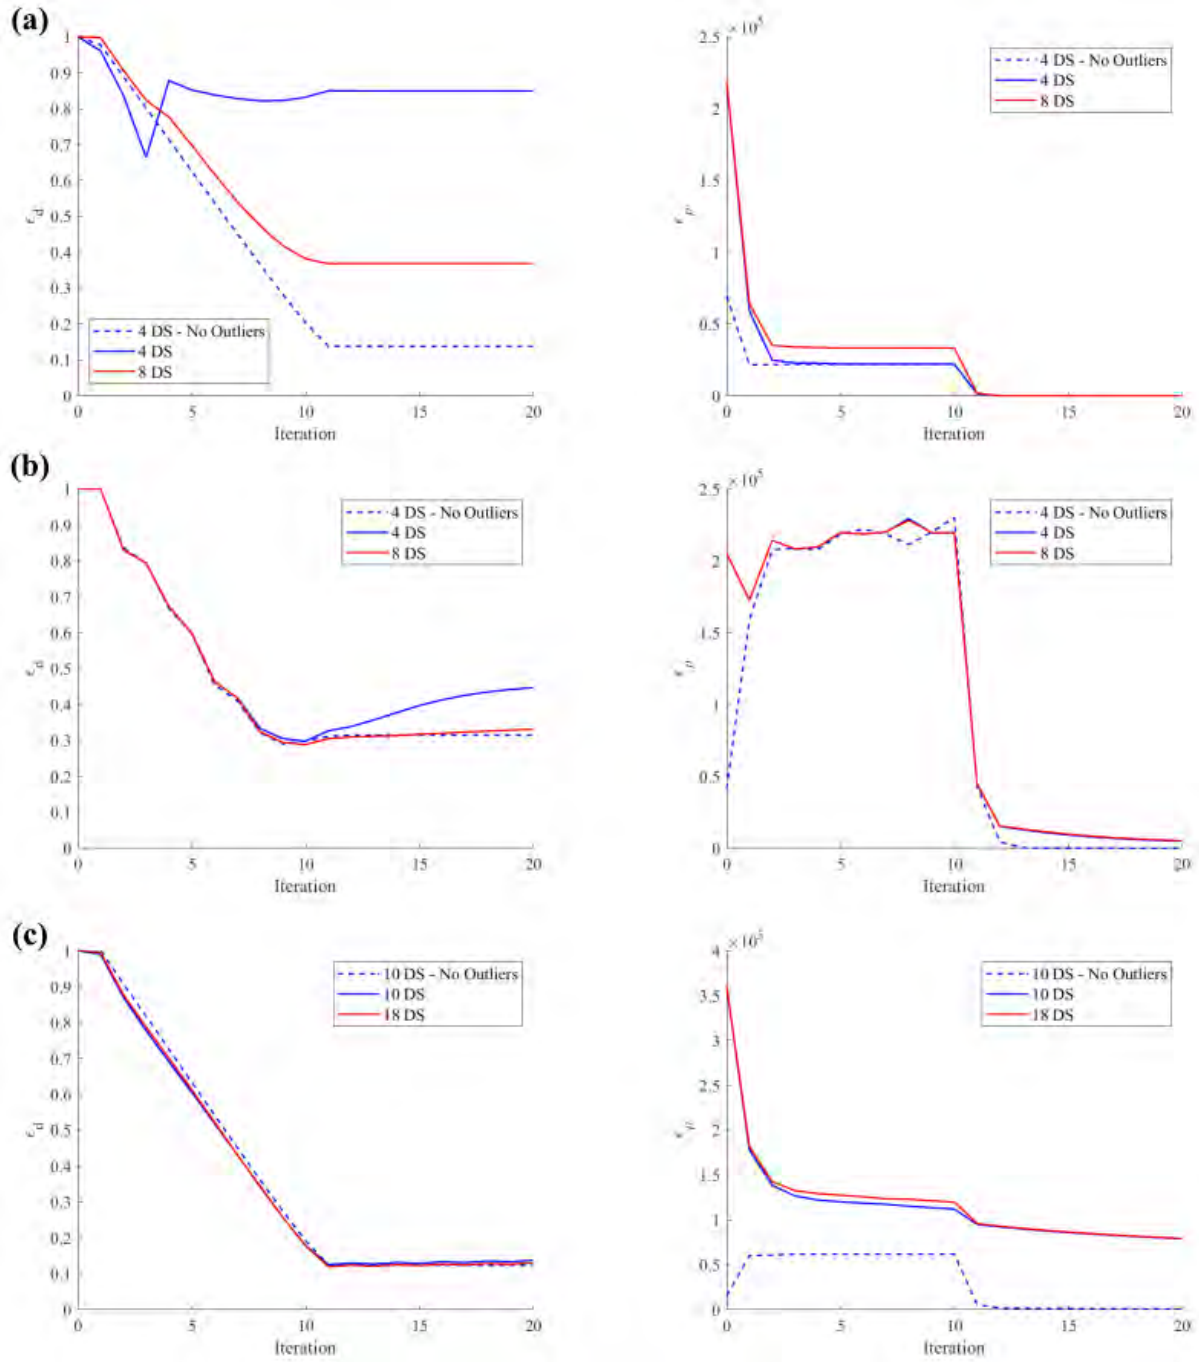 (a)
1
0.9
0.8
0.7
0.6
0.5
0.4
0.3
0.2
0.1
0
ϵd
4 DS - No Outliers
4 DS
8 DS
0 5 10 15 20
Iteration
×10⁵
2.5
2
1.5
1
0.5
0
ϵp
4 DS - No Outliers
4 DS
8 DS
0 5 10 15 20
Iteration
(b)
1
0.9
0.8
0.7
0.6
0.5
0.4
0.3
0.2
0.1
0
ϵd
4 DS - No Outliers
4 DS
8 DS
0 5 10 15 20
Iteration
×10⁵
2.5
2
1.5
1
0.5
0
ϵp
4 DS - No Outliers
4 DS
8 DS
0 5 10 15 20
Iteration
(c)
1
0.9
0.8
0.7
0.6
0.5
0.4
0.3
0.2
0.1
0
ϵd
10 DS - No Outliers
10 DS
18 DS
0 5 10 15 20
Iteration
×10⁵
4
3.5
3
2.5
2
1.5
1
0.5
0
ϵp
10 DS - No Outliers
10 DS
18 DS
0 5 10 15 20
Iteration